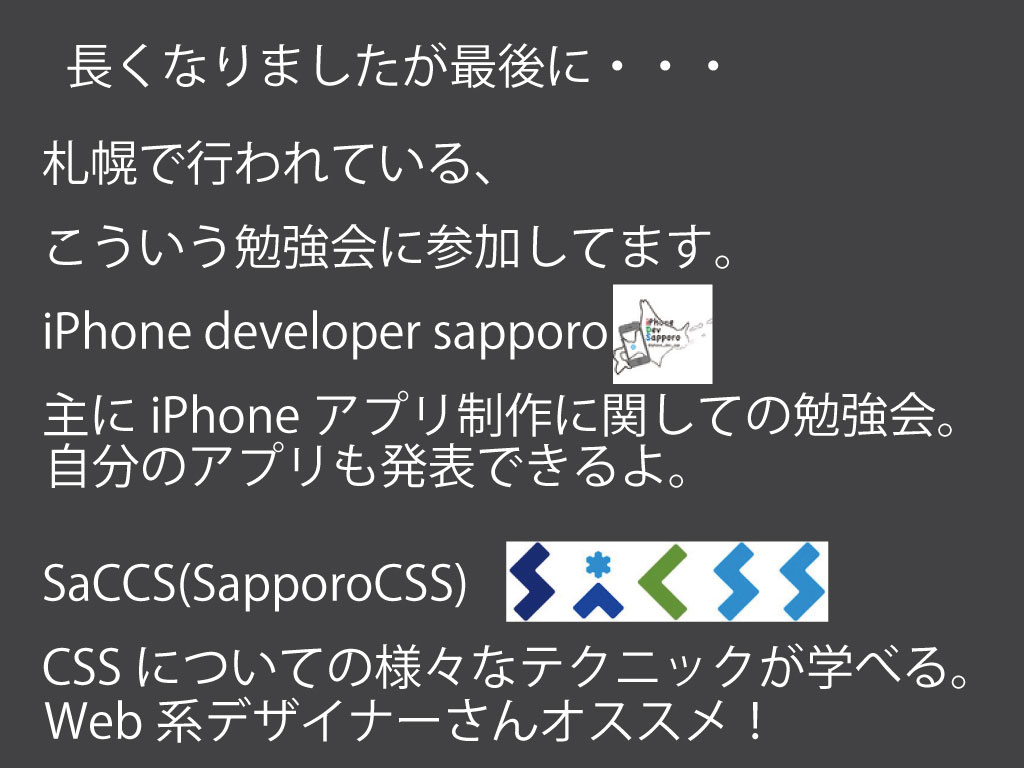 長くなりましたが最後に・・・
札幌で行われている、
こういう勉強会に参加してます。
iPhone developer sapporo
iPhone
Dev
Sapporo
主に iPhone アプリ制作に関しての勉強会。
自分のアプリも発表できるよ。
SaCCS(SapporoCSS)
CSS についての様々なテクニックが学べる。
Web 系デザイナーさんオススメ！